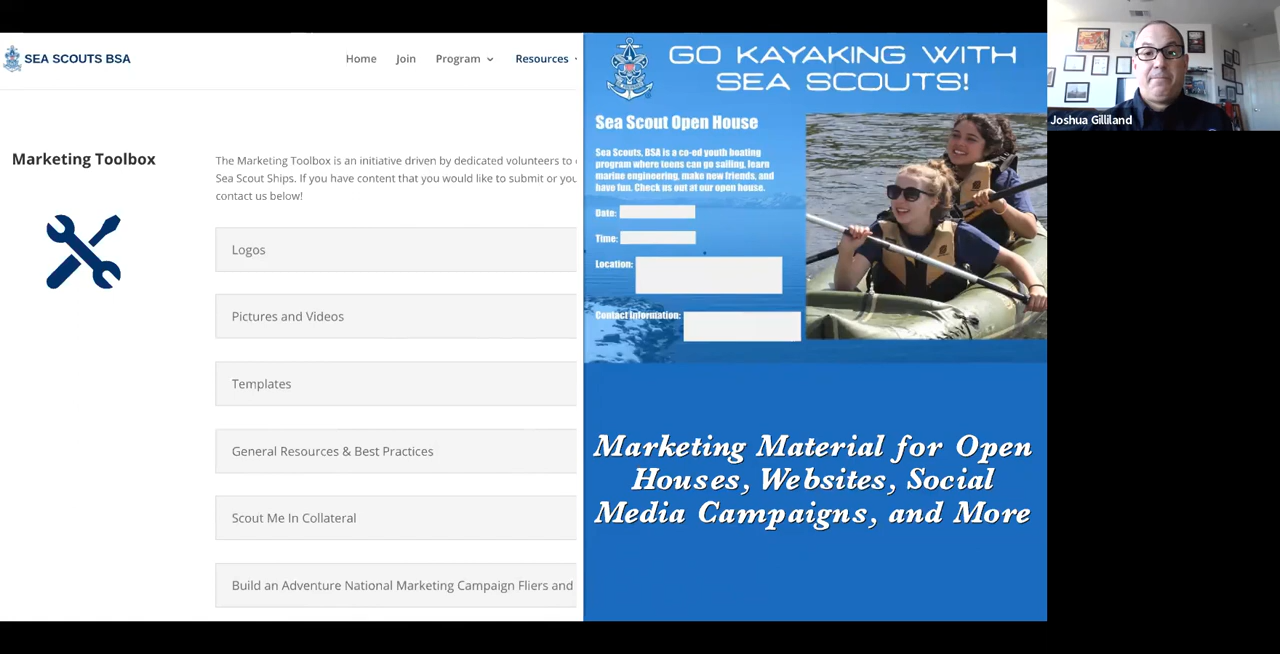 SEA SCOUTS BSA
Home
Join
Program
Resources
Marketing Toolbox
The Marketing Toolbox is an initiative driven by dedicated volunteers to
Sea Scout Ships. If you have content that you would like to submit or
contact us below!
Logos
Pictures and Videos
Templates
General Resources & Best Practices
Scout Me In Collateral
Build an Adventure National Marketing Campaign Fliers and
GO KAYAKING WITH
SEA SCOUTS!
Sea Scout Open House
Sea Scouts, BSA is a co-ed youth boating
program where teens can go sailing, learn
marine engineering, make new friends, and
have fun. Check us out at our open house.
Date:
Time:
Location:
Contact Information:
Marketing Material for Open
Houses, Websites, Social
Media Campaigns, and More
Joshua Gilliland